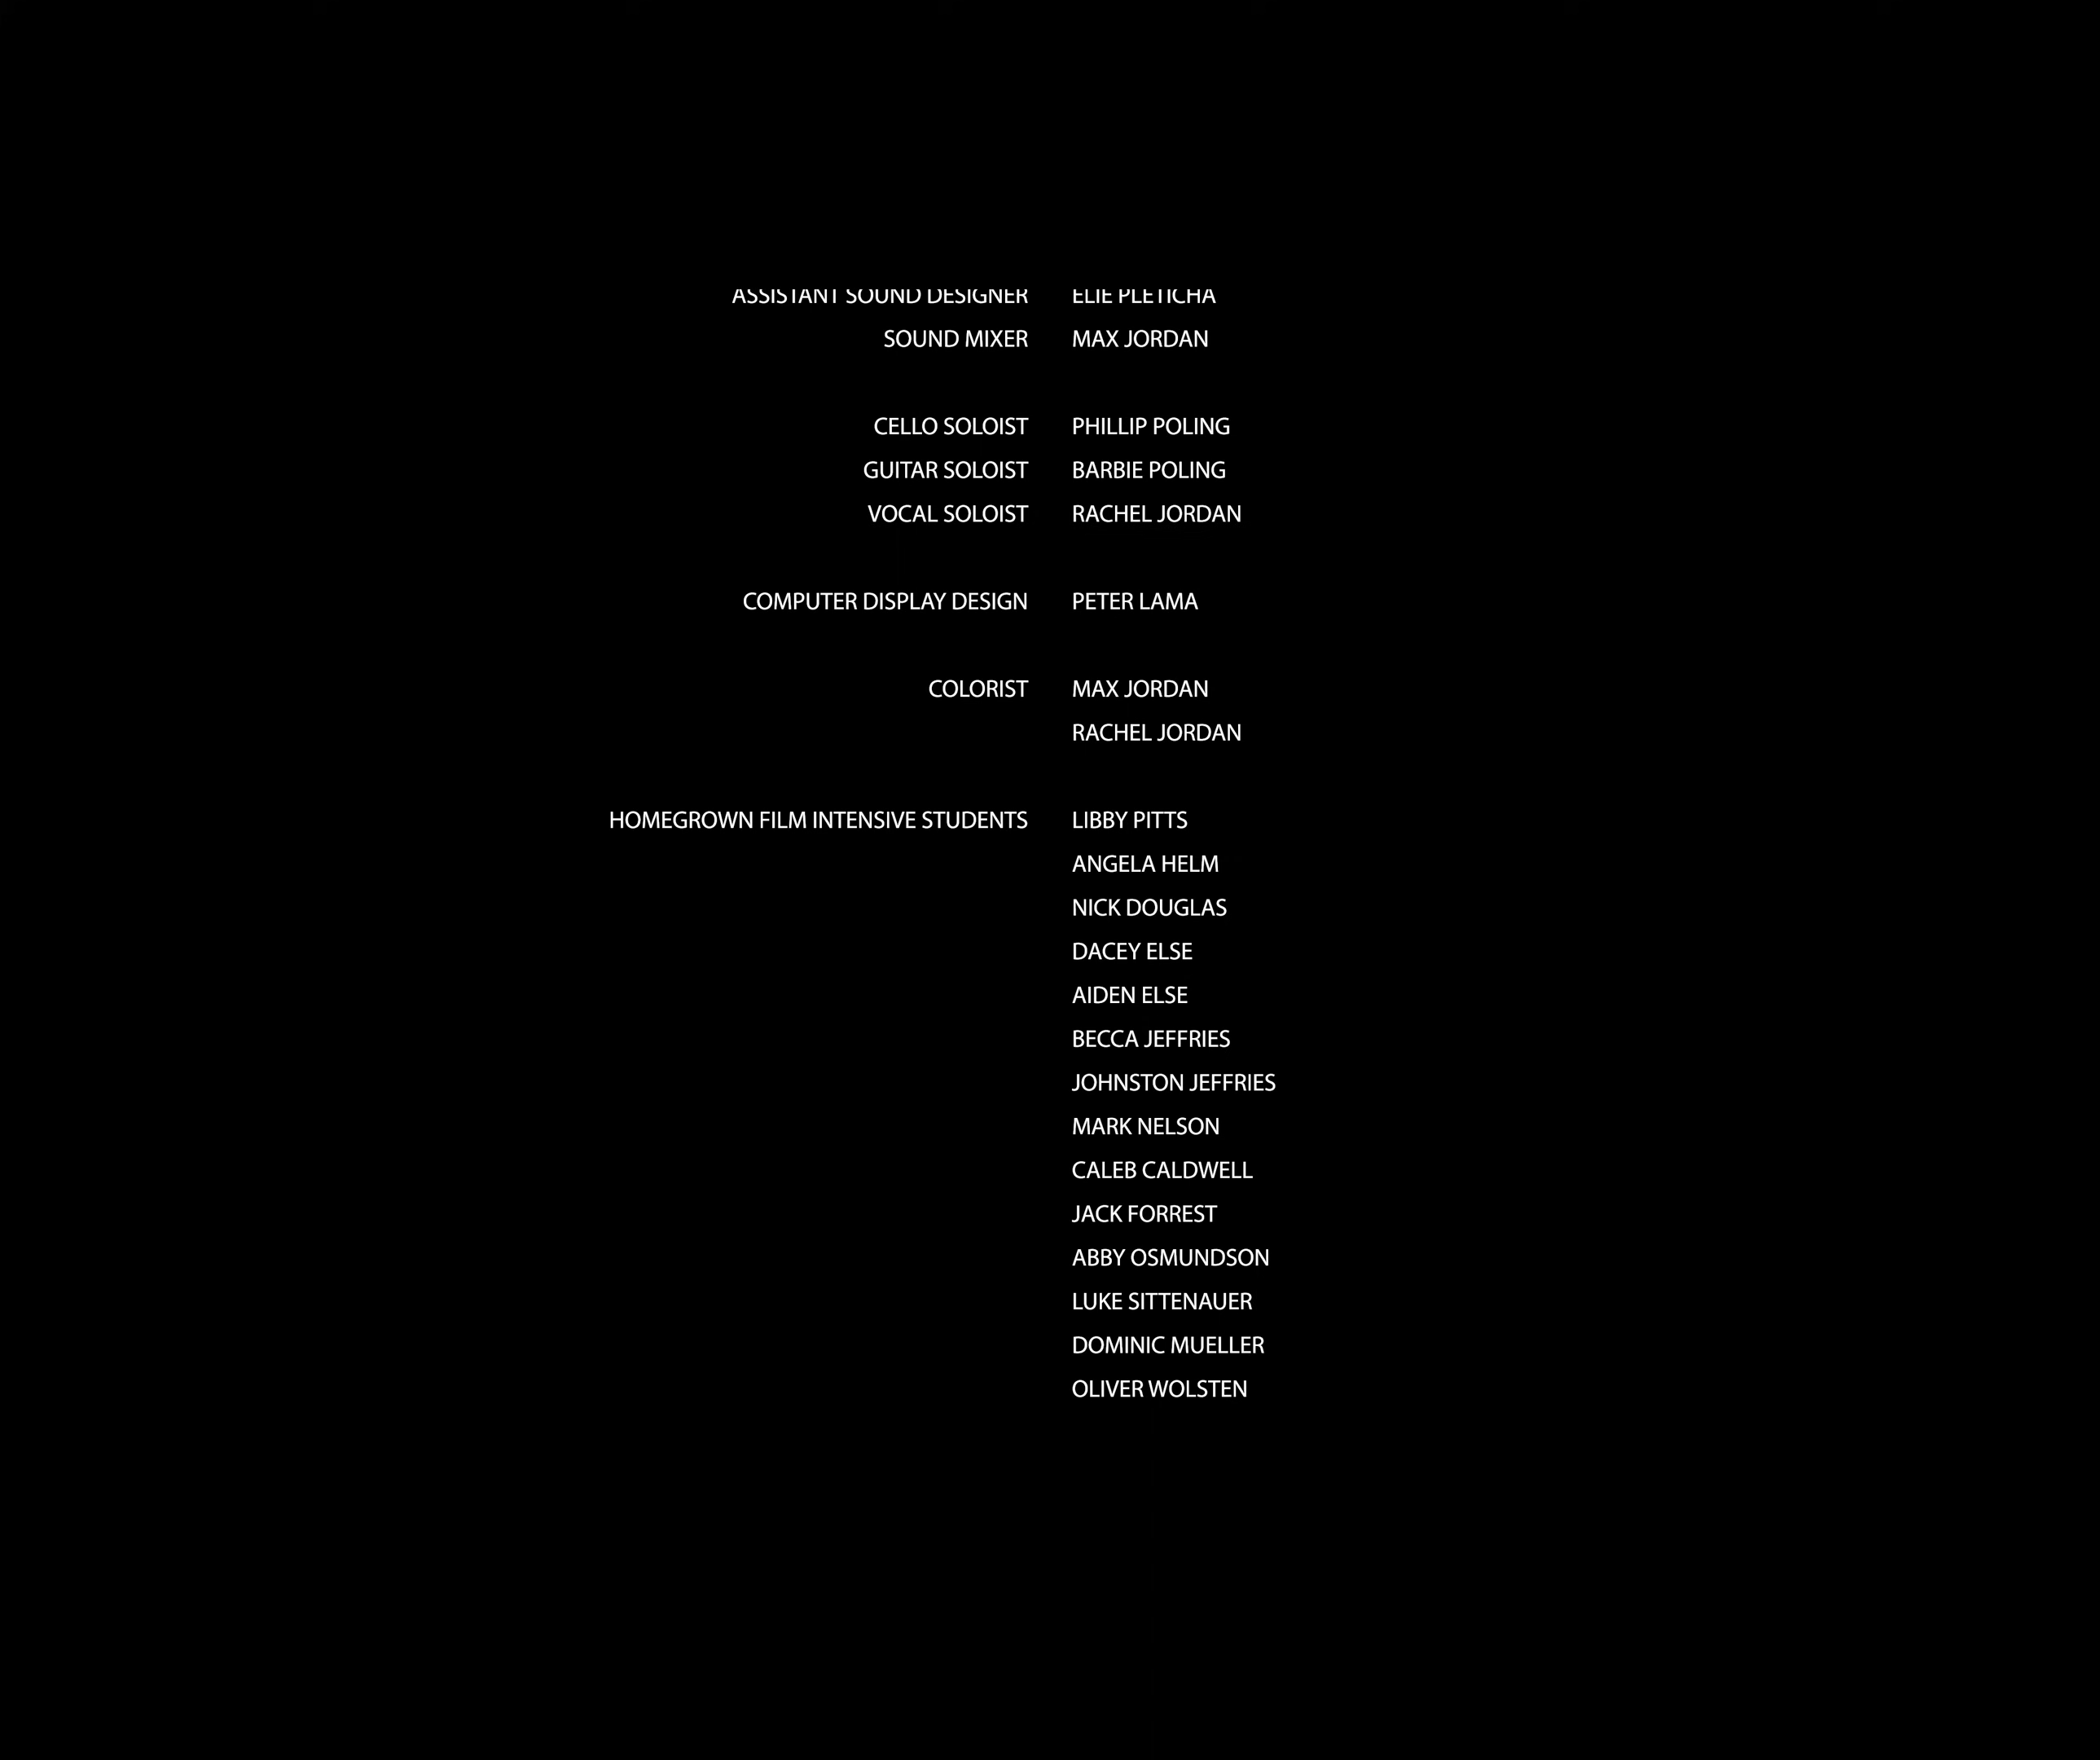 ASSISTANT SOUND DESIGNER ELIE PLETICHA
SOUND MIXER MAX JORDAN
CELLO SOLOIST PHILLIP POLING
GUITAR SOLOIST BARBIE POLING
VOCAL SOLOIST RACHEL JORDAN
COMPUTER DISPLAY DESIGN PETER LAMA
COLORIST MAX JORDAN
RACHEL JORDAN
HOMEGROWN FILM INTENSIVE STUDENTS LIBBY PITTS
ANGELA HELM
NICK DOUGLAS
DACEY ELSE
AIDEN ELSE
BECCA JEFFRIES
JOHNSTON JEFFRIES
MARK NELSON
CALEB CALDWELL
JACK FORREST
ABBY OSMUNDSON
LUKE SITTENAUER
DOMINIC MUELLER
OLIVER WOLSTEN